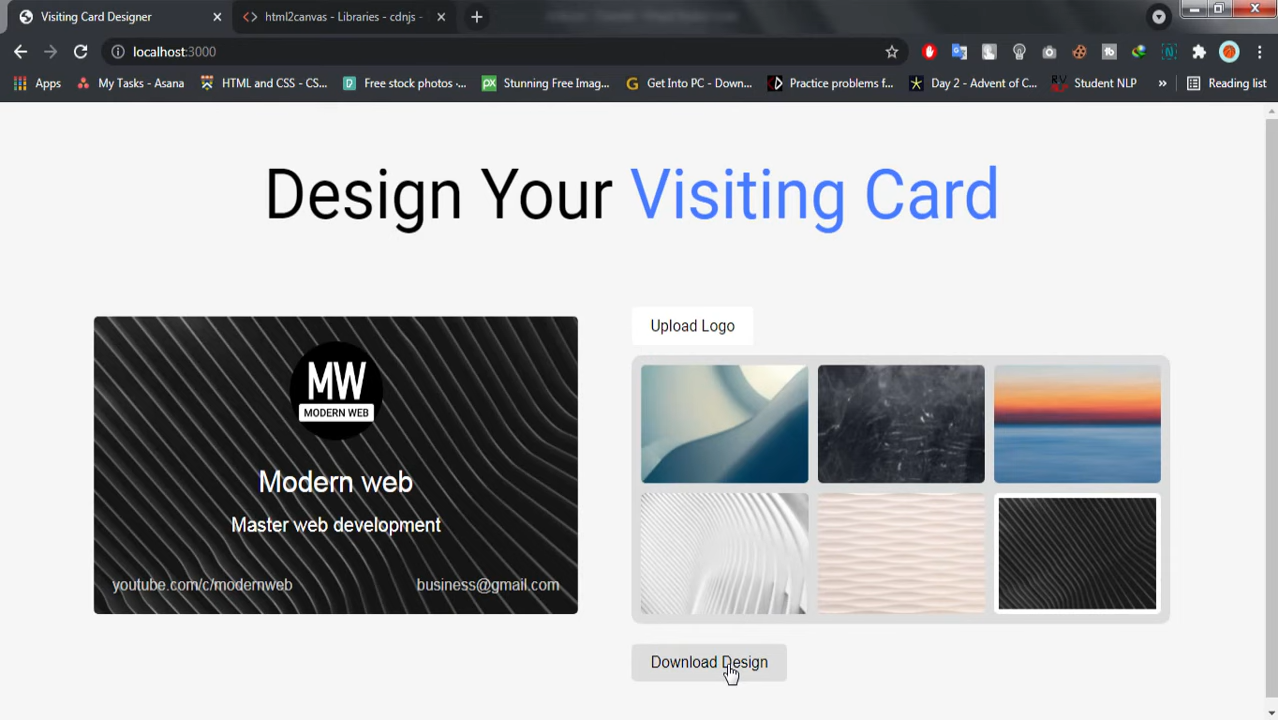 Visiting Card Designer
html2canvas - Libraries - cdnjs -
localhost:3000
Apps
My Tasks - Asana
HTML and CSS - CS...
Free stock photos ·...
Stunning Free Imag...
Get Into PC - Down...
Practice problems f...
Day 2 - Advent of C...
Student NLP
»
Reading list
Design Your Visiting Card
MW
MODERN WEB
Modern web
Master web development
youtube.com/c/modernweb
business@gmail.com
Upload Logo
Download Design